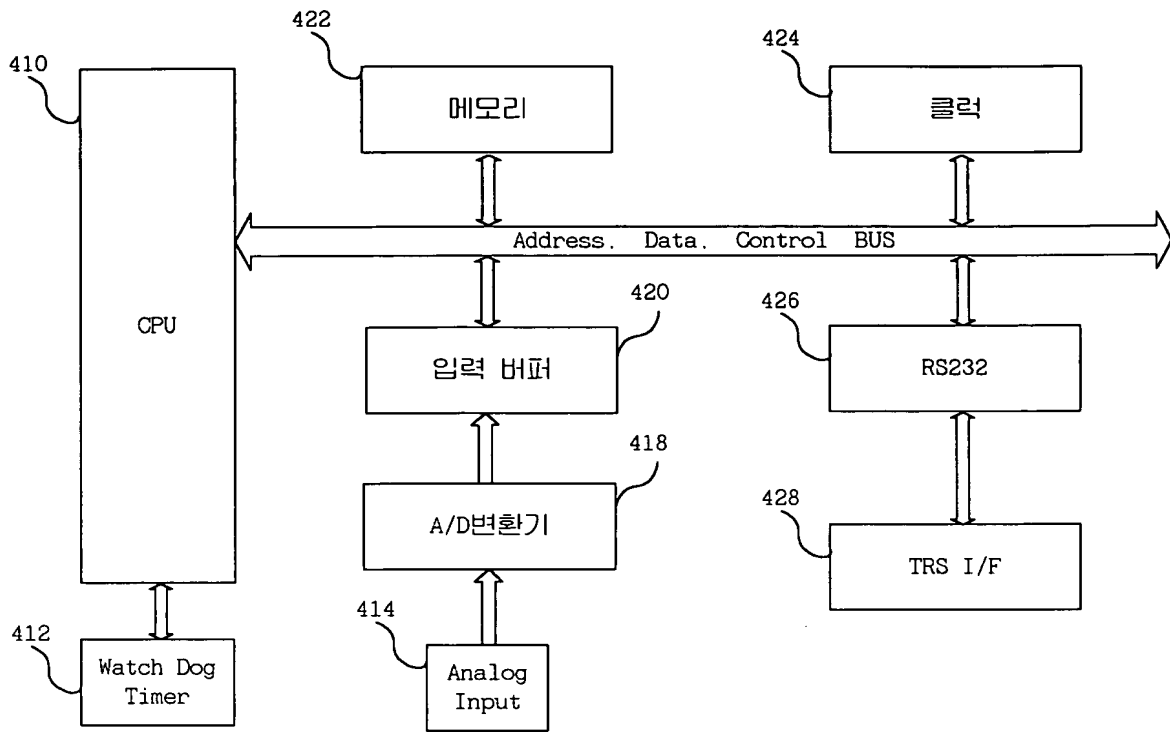 422
424
410
메모리
클럭
Address. Data. Control BUS
420
426
CPU
입력 버퍼
RS232
418
428
A/D변환기
TRS I/F
414
412
Watch Dog
Timer
Analog
Input